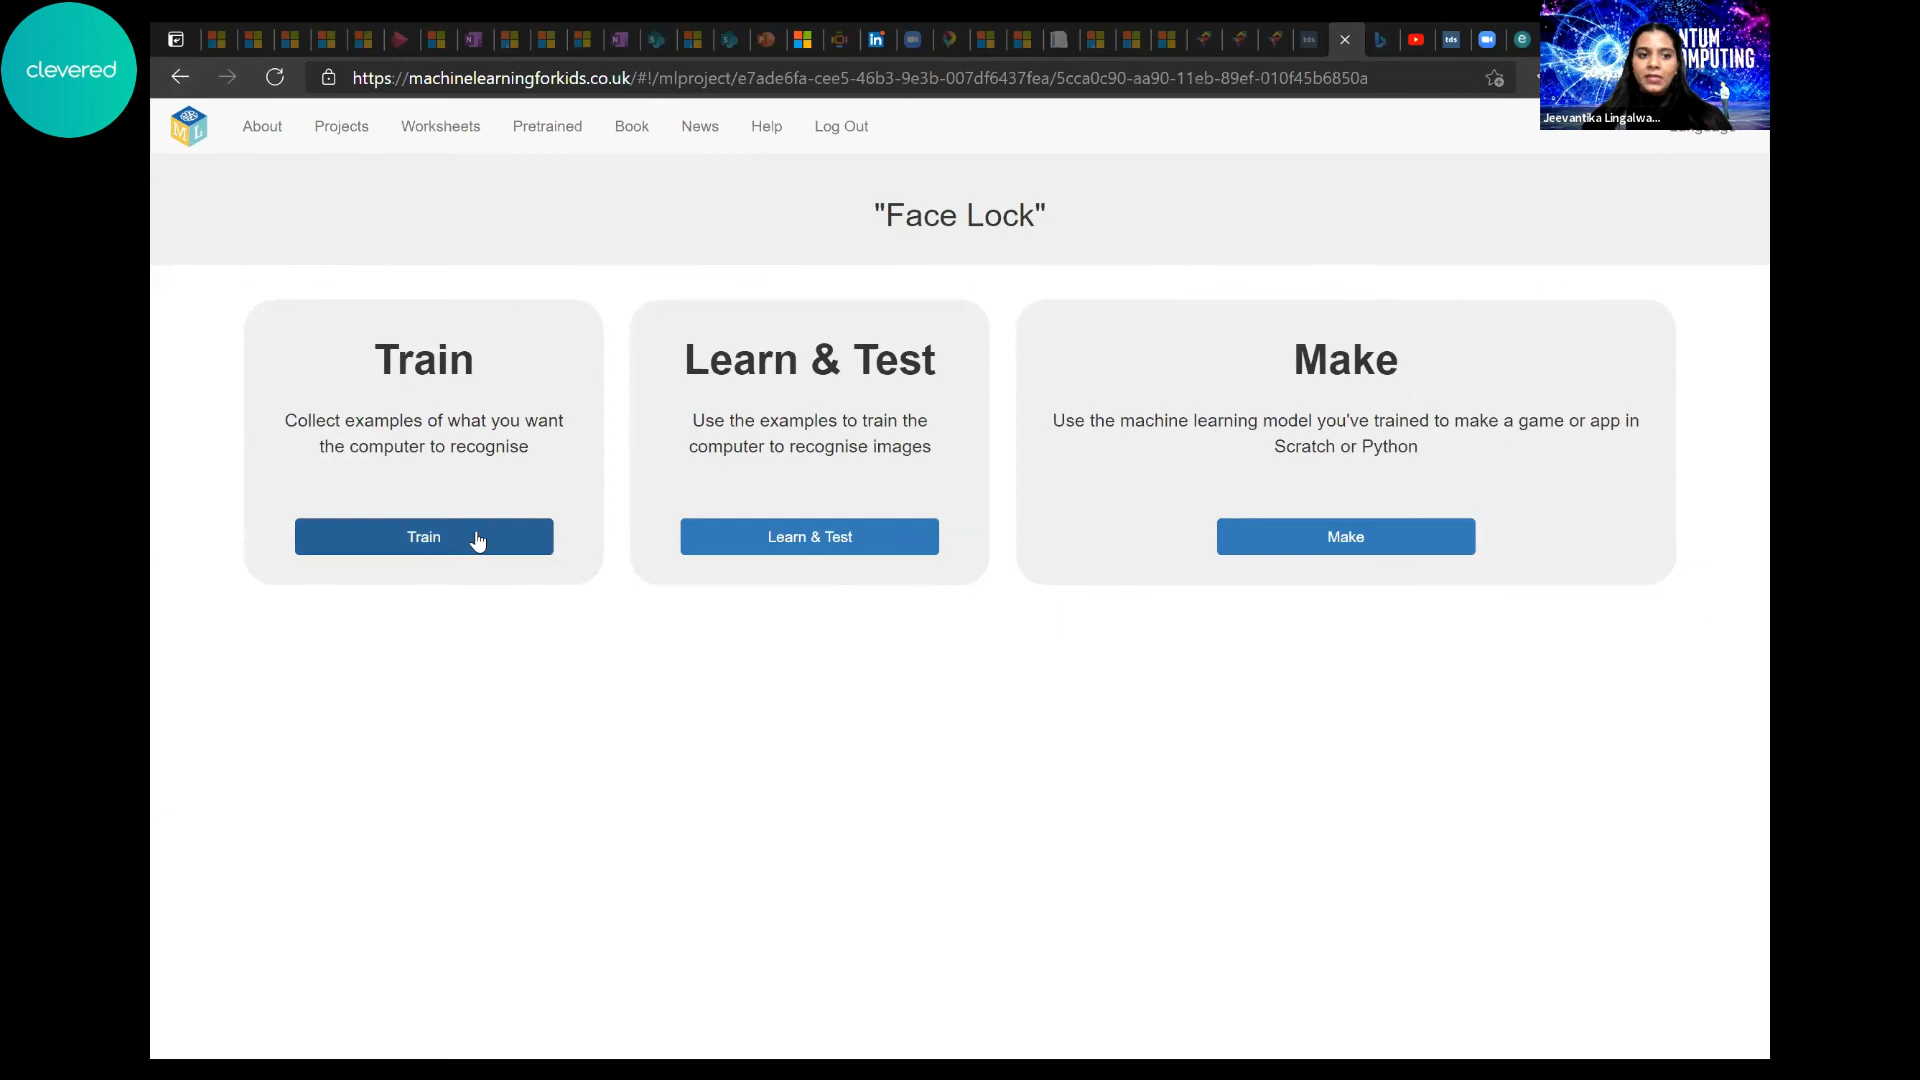 clevered
https://machinelearningforkids.co.uk/#!/mlproject/e7ade6fa-cee5-46b3-9e3b-007df6437fea/5cca0c90-aa90-11eb-89ef-010f45b6850a
NTUM
OMPUTING
Jeevantika Lingalwa...
About Projects Worksheets Pretrained Book News Help Log Out Language
"Face Lock"
Train
Collect examples of what you want
the computer to recognise
Train
Learn & Test
Use the examples to train the
computer to recognise images
Learn & Test
Make
Use the machine learning model you've trained to make a game or app in
Scratch or Python
Make